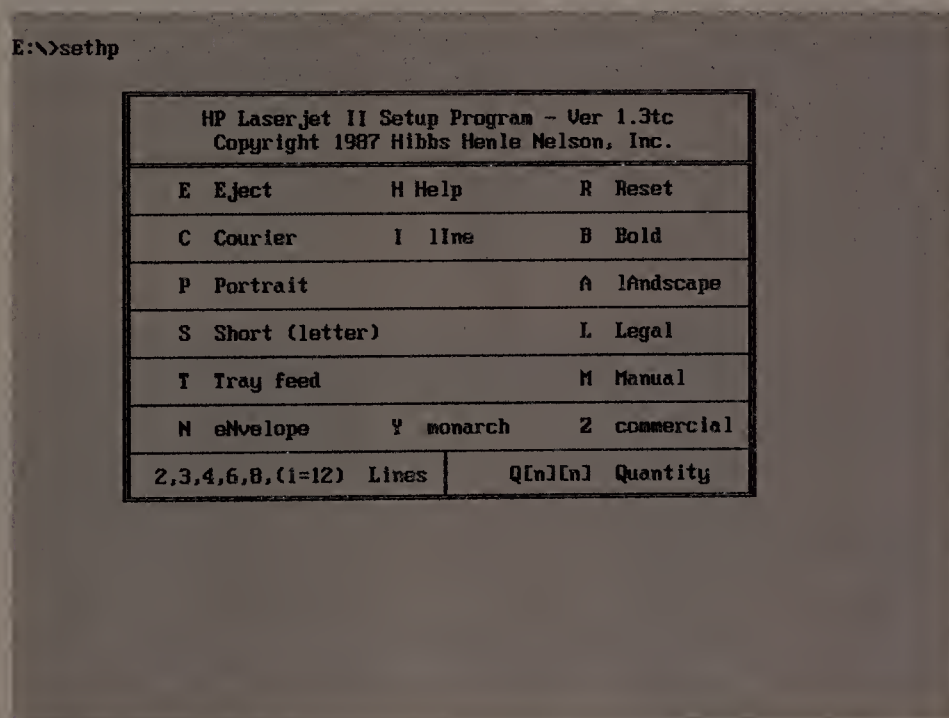 E:\>sethp
HP Laserjet II Setup Program - Ver 1.3tc
Copyright 1987 Hibbs Henle Nelson, Inc.
E Eject H Help R Reset
C Courier I lIne B Bold
P Portrait A lAndscape
S Short (letter) L Legal
T Tray feed M Manual
N eNvelope Y monarch Z commercial
2,3,4,6,8,(1=12) Lines Q[n][n] Quantity